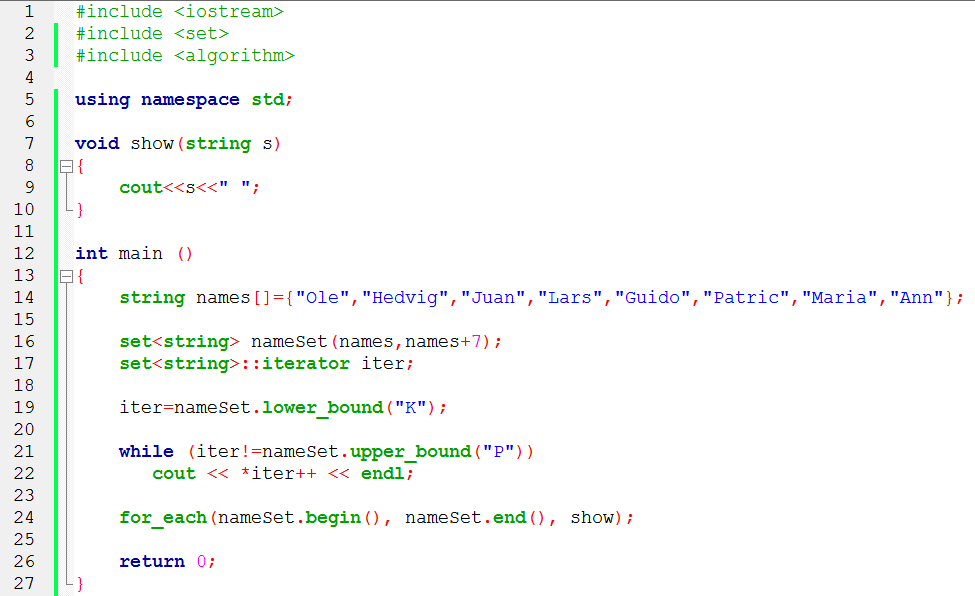 1 #include <iostream>
2 #include <set>
3 #include <algorithm>
4
5 using namespace std;
6
7 void show(string s)
8 {
9 cout<<s<<" ";
10 }
11
12 int main ()
13 {
14 string names[]={"Ole","Hedvig","Juan","Lars","Guido","Patric","Maria","Ann"};
15
16 set<string> nameSet(names,names+7);
17 set<string>::iterator iter;
18
19 iter=nameSet.lower_bound("K");
20
21 while (iter!=nameSet.upper_bound("P"))
22 cout << *iter++ << endl;
23
24 for_each(nameSet.begin(), nameSet.end(), show);
25
26 return 0;
27 }